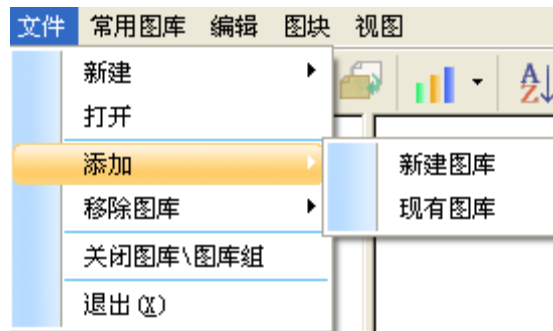 文件 常用图库 编辑 图块 视图
新建
打开
添加
新建图库
移除图库
现有图库
关闭图库\图库组
退出(X)
AZ